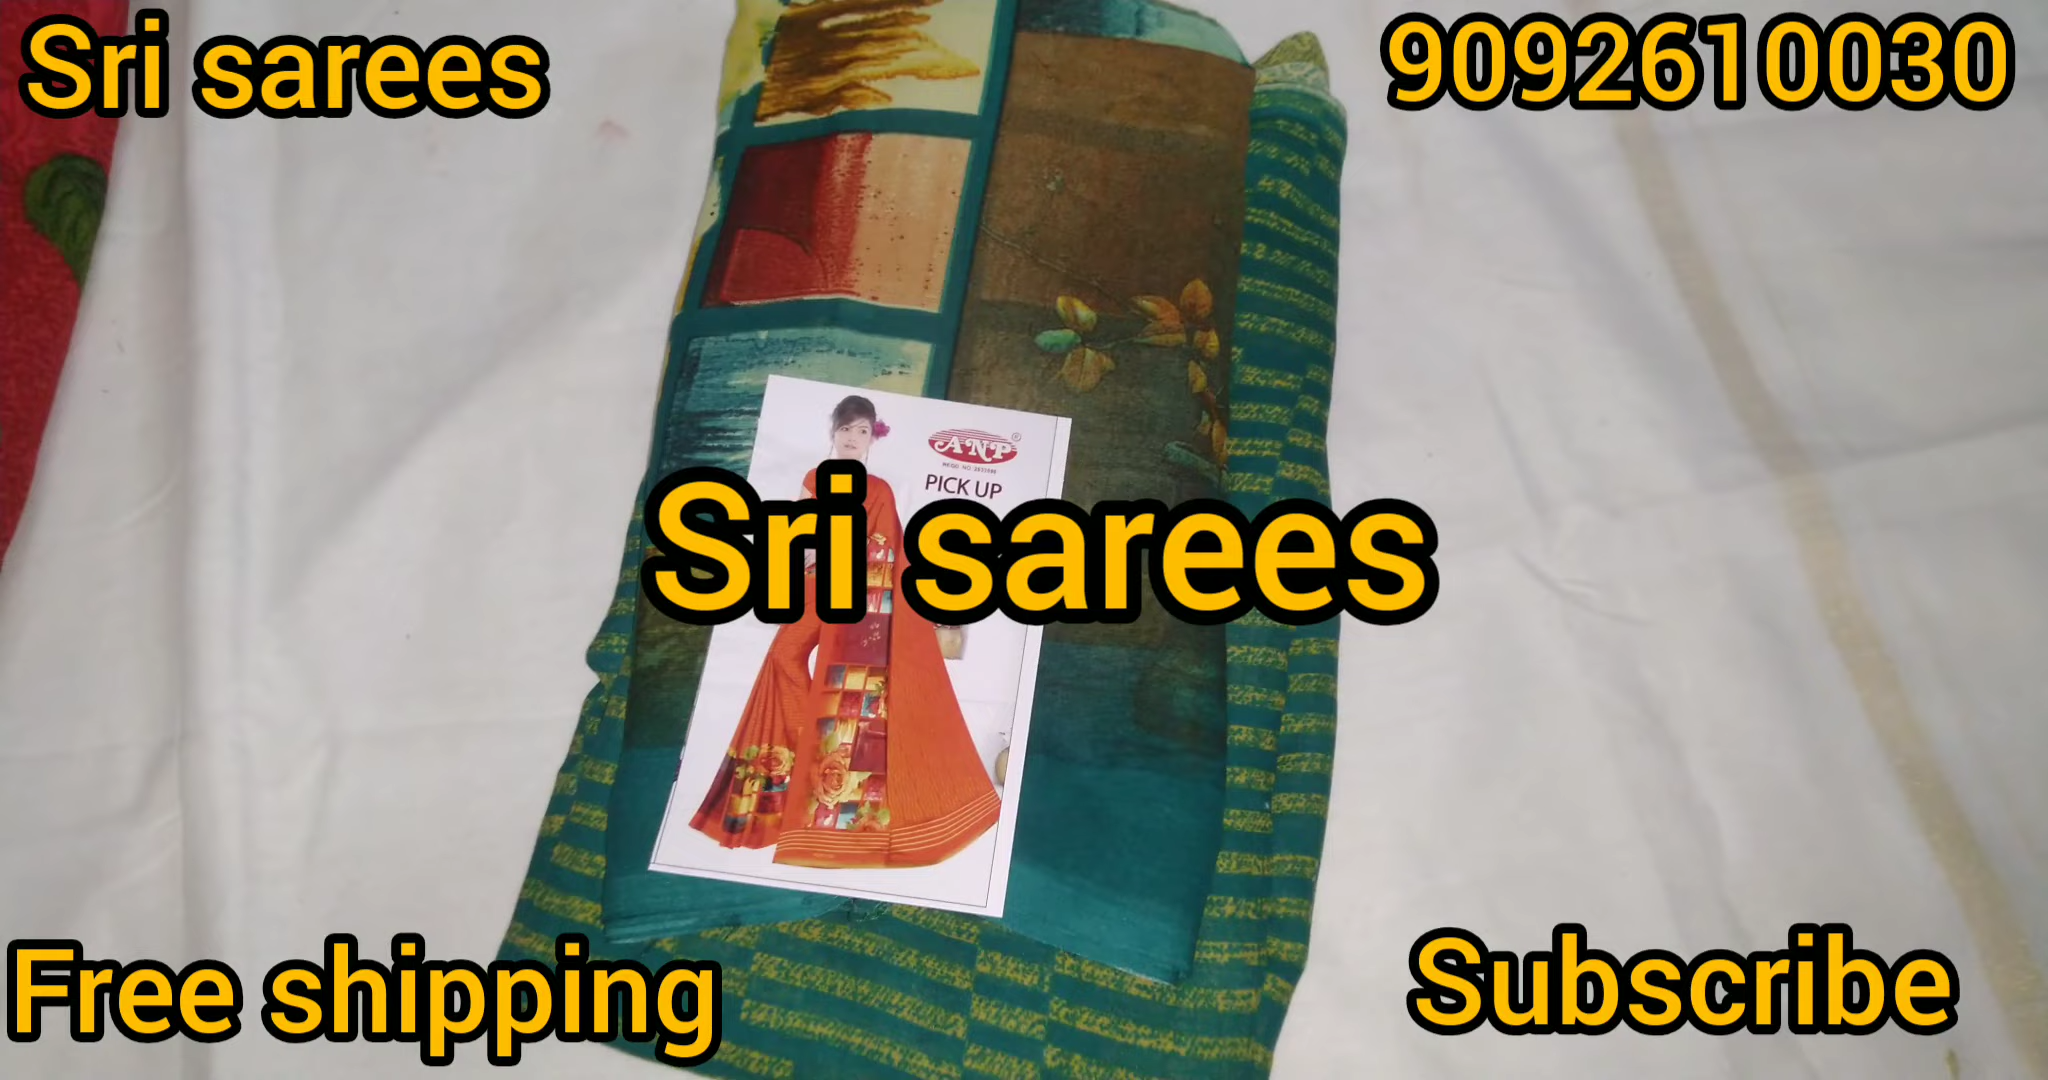 Sri sarees
9092610030
ANP
PICK UP
Sri sarees
Free shipping
Subscribe